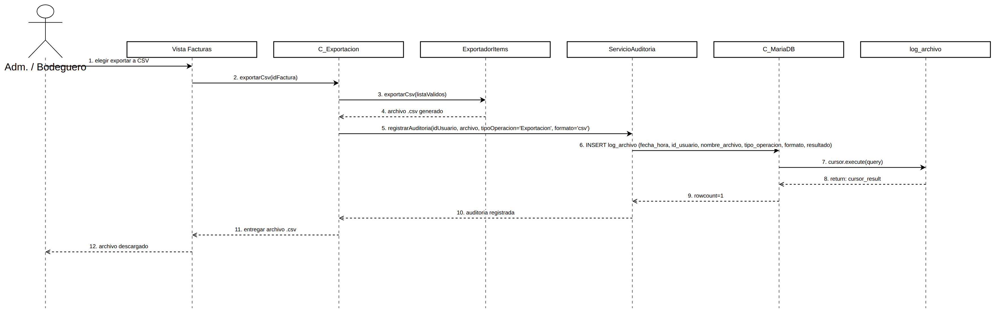 Vista Facturas
C_Exportacion
ExportadorItems
ServicioAuditoria
C_MariaDB
log_archivo
1. elegir exportar a CSV
Adm. / Bodeguero
2. exportarCsv(idFactura)
3. exportarCsv(listaValidos)
4. archivo .csv generado
5. registrarAuditoria(idUsuario, archivo, tipoOperacion='Exportacion', formato='csv')
6. INSERT log_archivo (fecha_hora, id_usuario, nombre_archivo, tipo_operacion, formato, resultado)
7. cursor.execute(query)
8. return: cursor_result
9. rowcount=1
10. auditoria registrada
11. entregar archivo .csv
12. archivo descargado